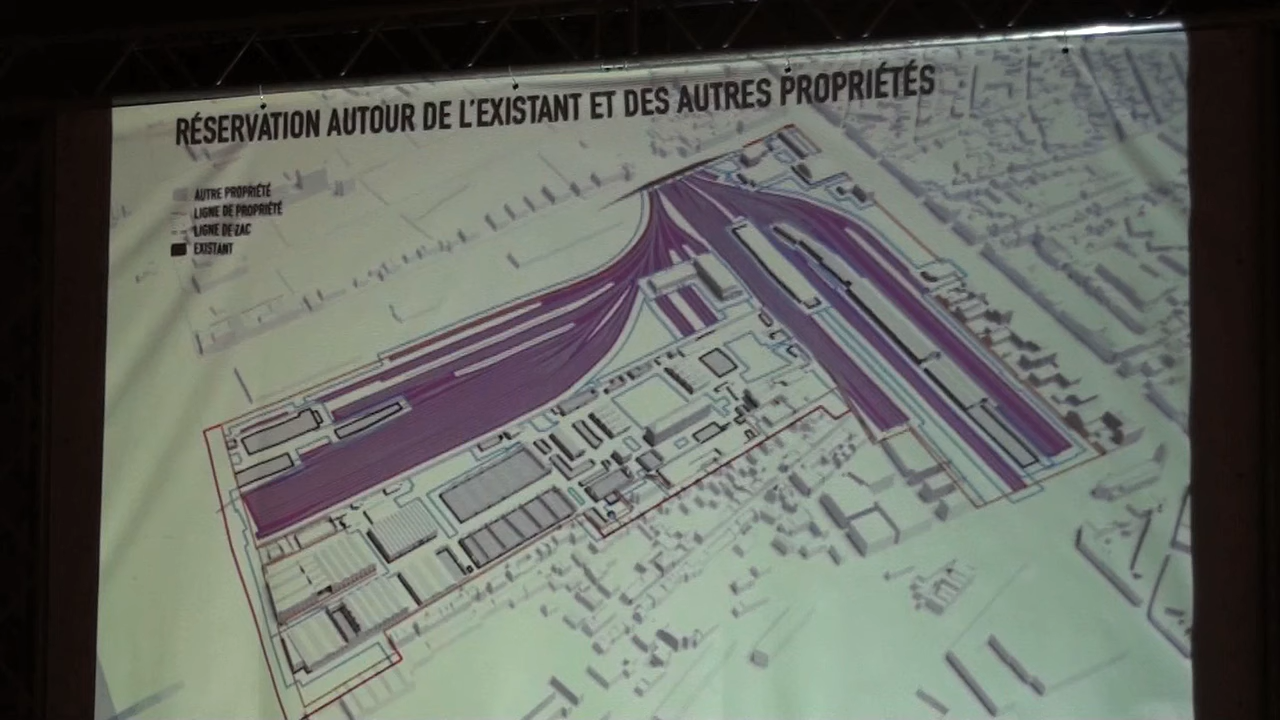 RÉSERVATION AUTOUR DE L'EXISTANT ET DES AUTRES PROPRIÉTÉS
AUTRE PROPRIÉTÉ
LIGNE DE PROPRIÉTÉ
LIGNE DE ZAC
EXISTANT